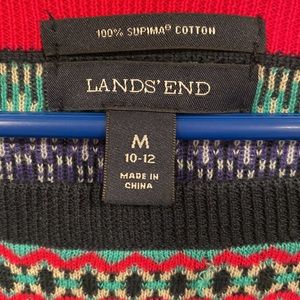 100% SUPIMA® COTTON
LANDS' END
M
10-12
MADE IN
CHINA